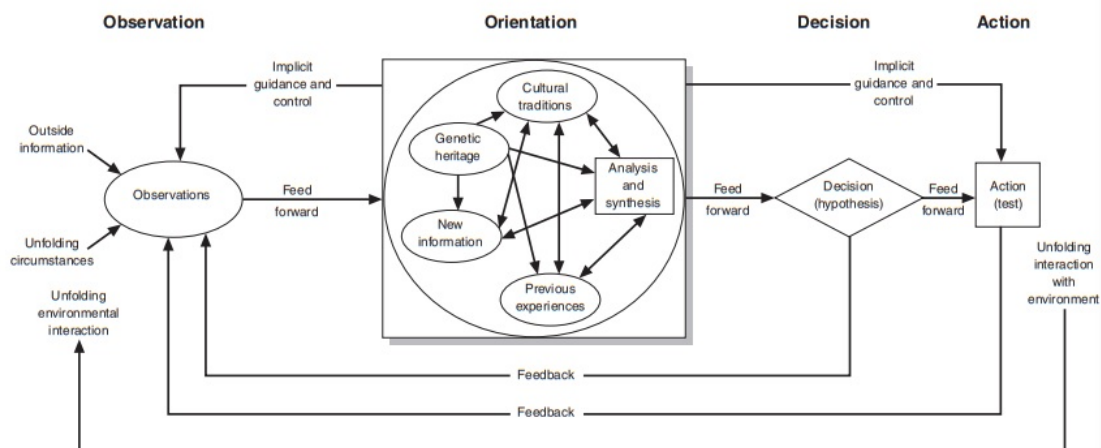 Observation
Orientation
Decision
Action
Implicit
guidance and
control
Implicit
guidance and
control
Outside
information
Observations
Unfolding
circumstances
Unfolding
environmental
interaction
Feed
forward
Cultural
traditions
Genetic
heritage
Analysis
and
synthesis
New
information
Previous
experiences
Feed
forward
Decision
(hypothesis)
Feed
forward
Action
(test)
Unfolding
interaction
with
environment
Feedback
Feedback